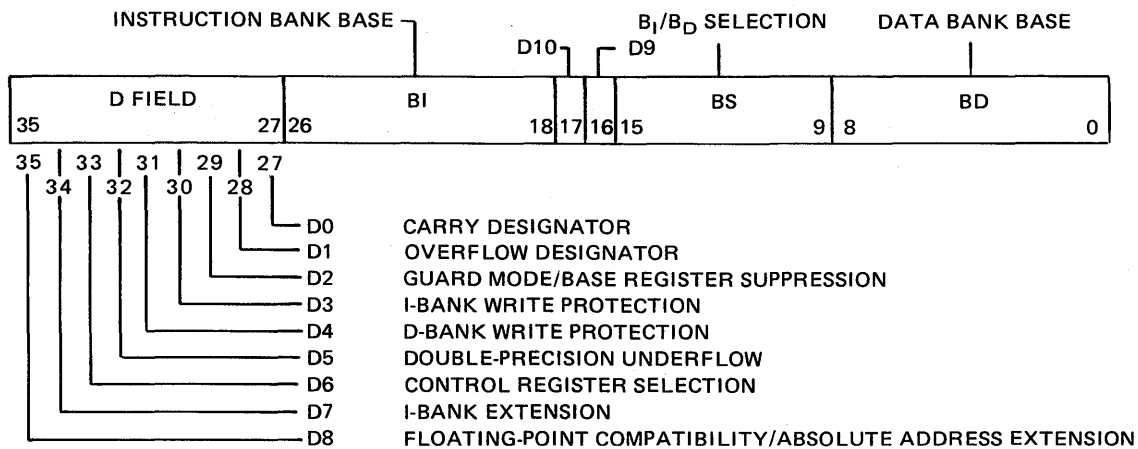 INSTRUCTION BANK BASE
B_I/B_D SELECTION
DATA BANK BASE
D10
D9
D FIELD BI BS BD
35 27 26 18 17 16 15 9 8 0
35 33 31 29 27
34 32 30 28
D0 CARRY DESIGNATOR
D1 OVERFLOW DESIGNATOR
D2 GUARD MODE/BASE REGISTER SUPPRESSION
D3 I-BANK WRITE PROTECTION
D4 D-BANK WRITE PROTECTION
D5 DOUBLE-PRECISION UNDERFLOW
D6 CONTROL REGISTER SELECTION
D7 I-BANK EXTENSION
D8 FLOATING-POINT COMPATIBILITY/ABSOLUTE ADDRESS EXTENSION